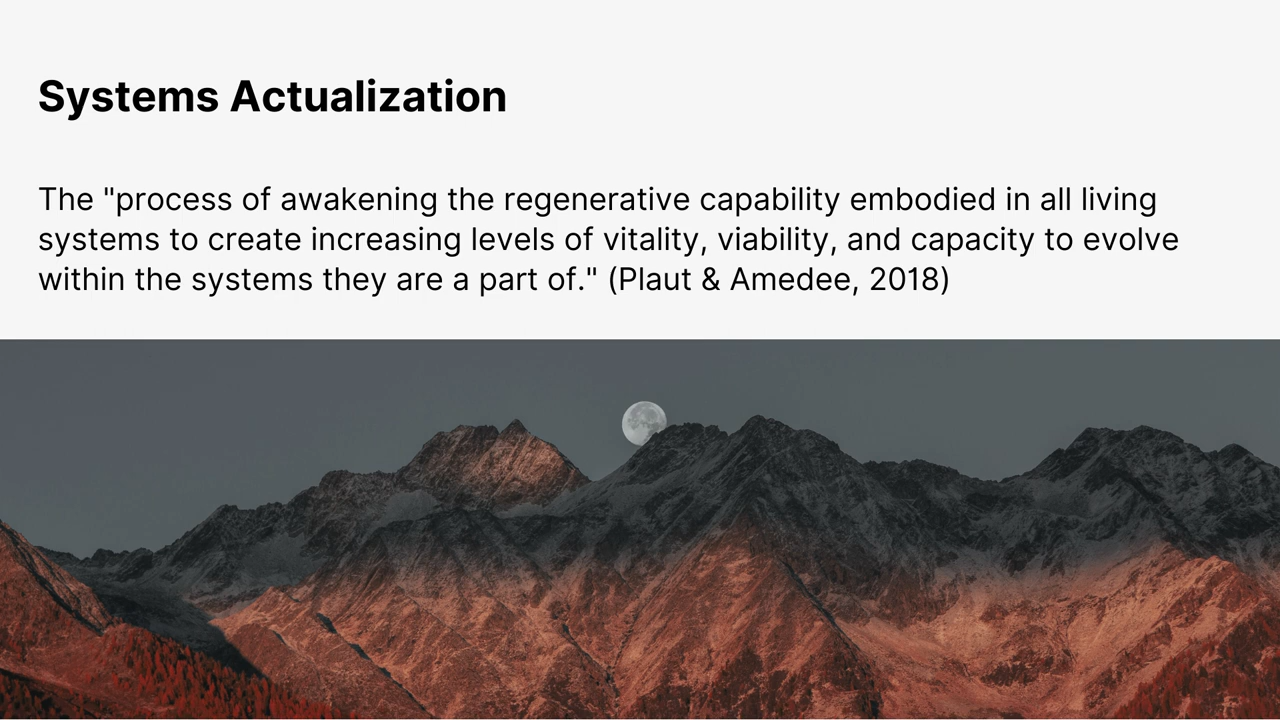 Systems Actualization
The "process of awakening the regenerative capability embodied in all living
systems to create increasing levels of vitality, viability, and capacity to evolve
within the systems they are a part of." (Plaut & Amedee, 2018)